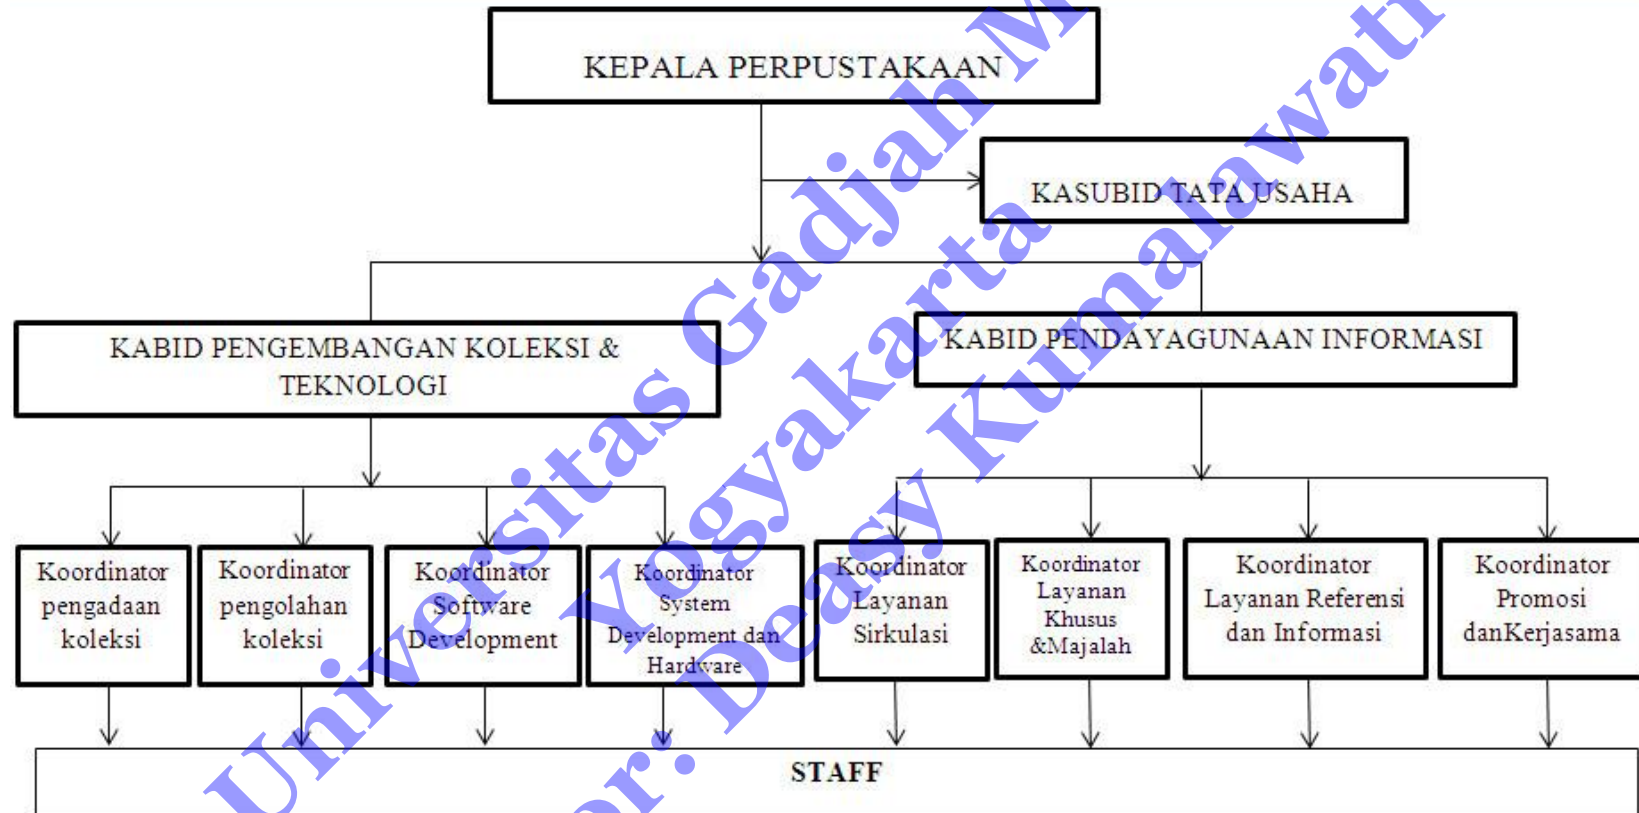 KEPALA PERPUSTAKAAN
KASUBID TATA USAHA
KABID PENGEMBANGAN KOLEKSI &
TEKNOLOGI
KABID PENDAYAGUNAAN INFORMASI
Koordinator
pengadaan
koleksi
Koordinator
pengolahan
koleksi
Koordinator
Software
Development
Koordinator
System
Development dan
Hardware
Koordinator
Layanan
Sirkulasi
Koordinator
Layanan
Khusus
&Majalah
Koordinator
Layanan Referensi
dan Informasi
Koordinator
Promosi
danKerjasama
STAFF
Universitas Gadjah
Yogyakarta
Deasy Kumalawati